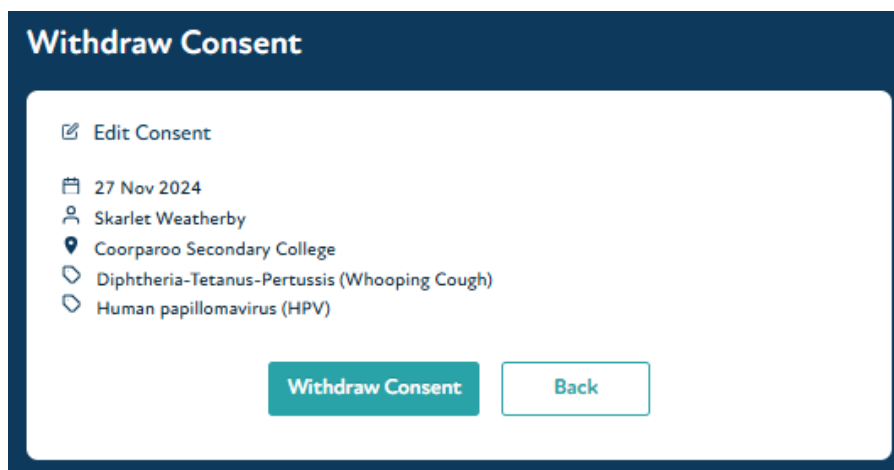 Withdraw Consent
Edit Consent
27 Nov 2024
Skarlet Weatherby
Coorparoo Secondary College
Diphtheria-Tetanus-Pertussis (Whooping Cough)
Human papillomavirus (HPV)
Withdraw Consent
Back